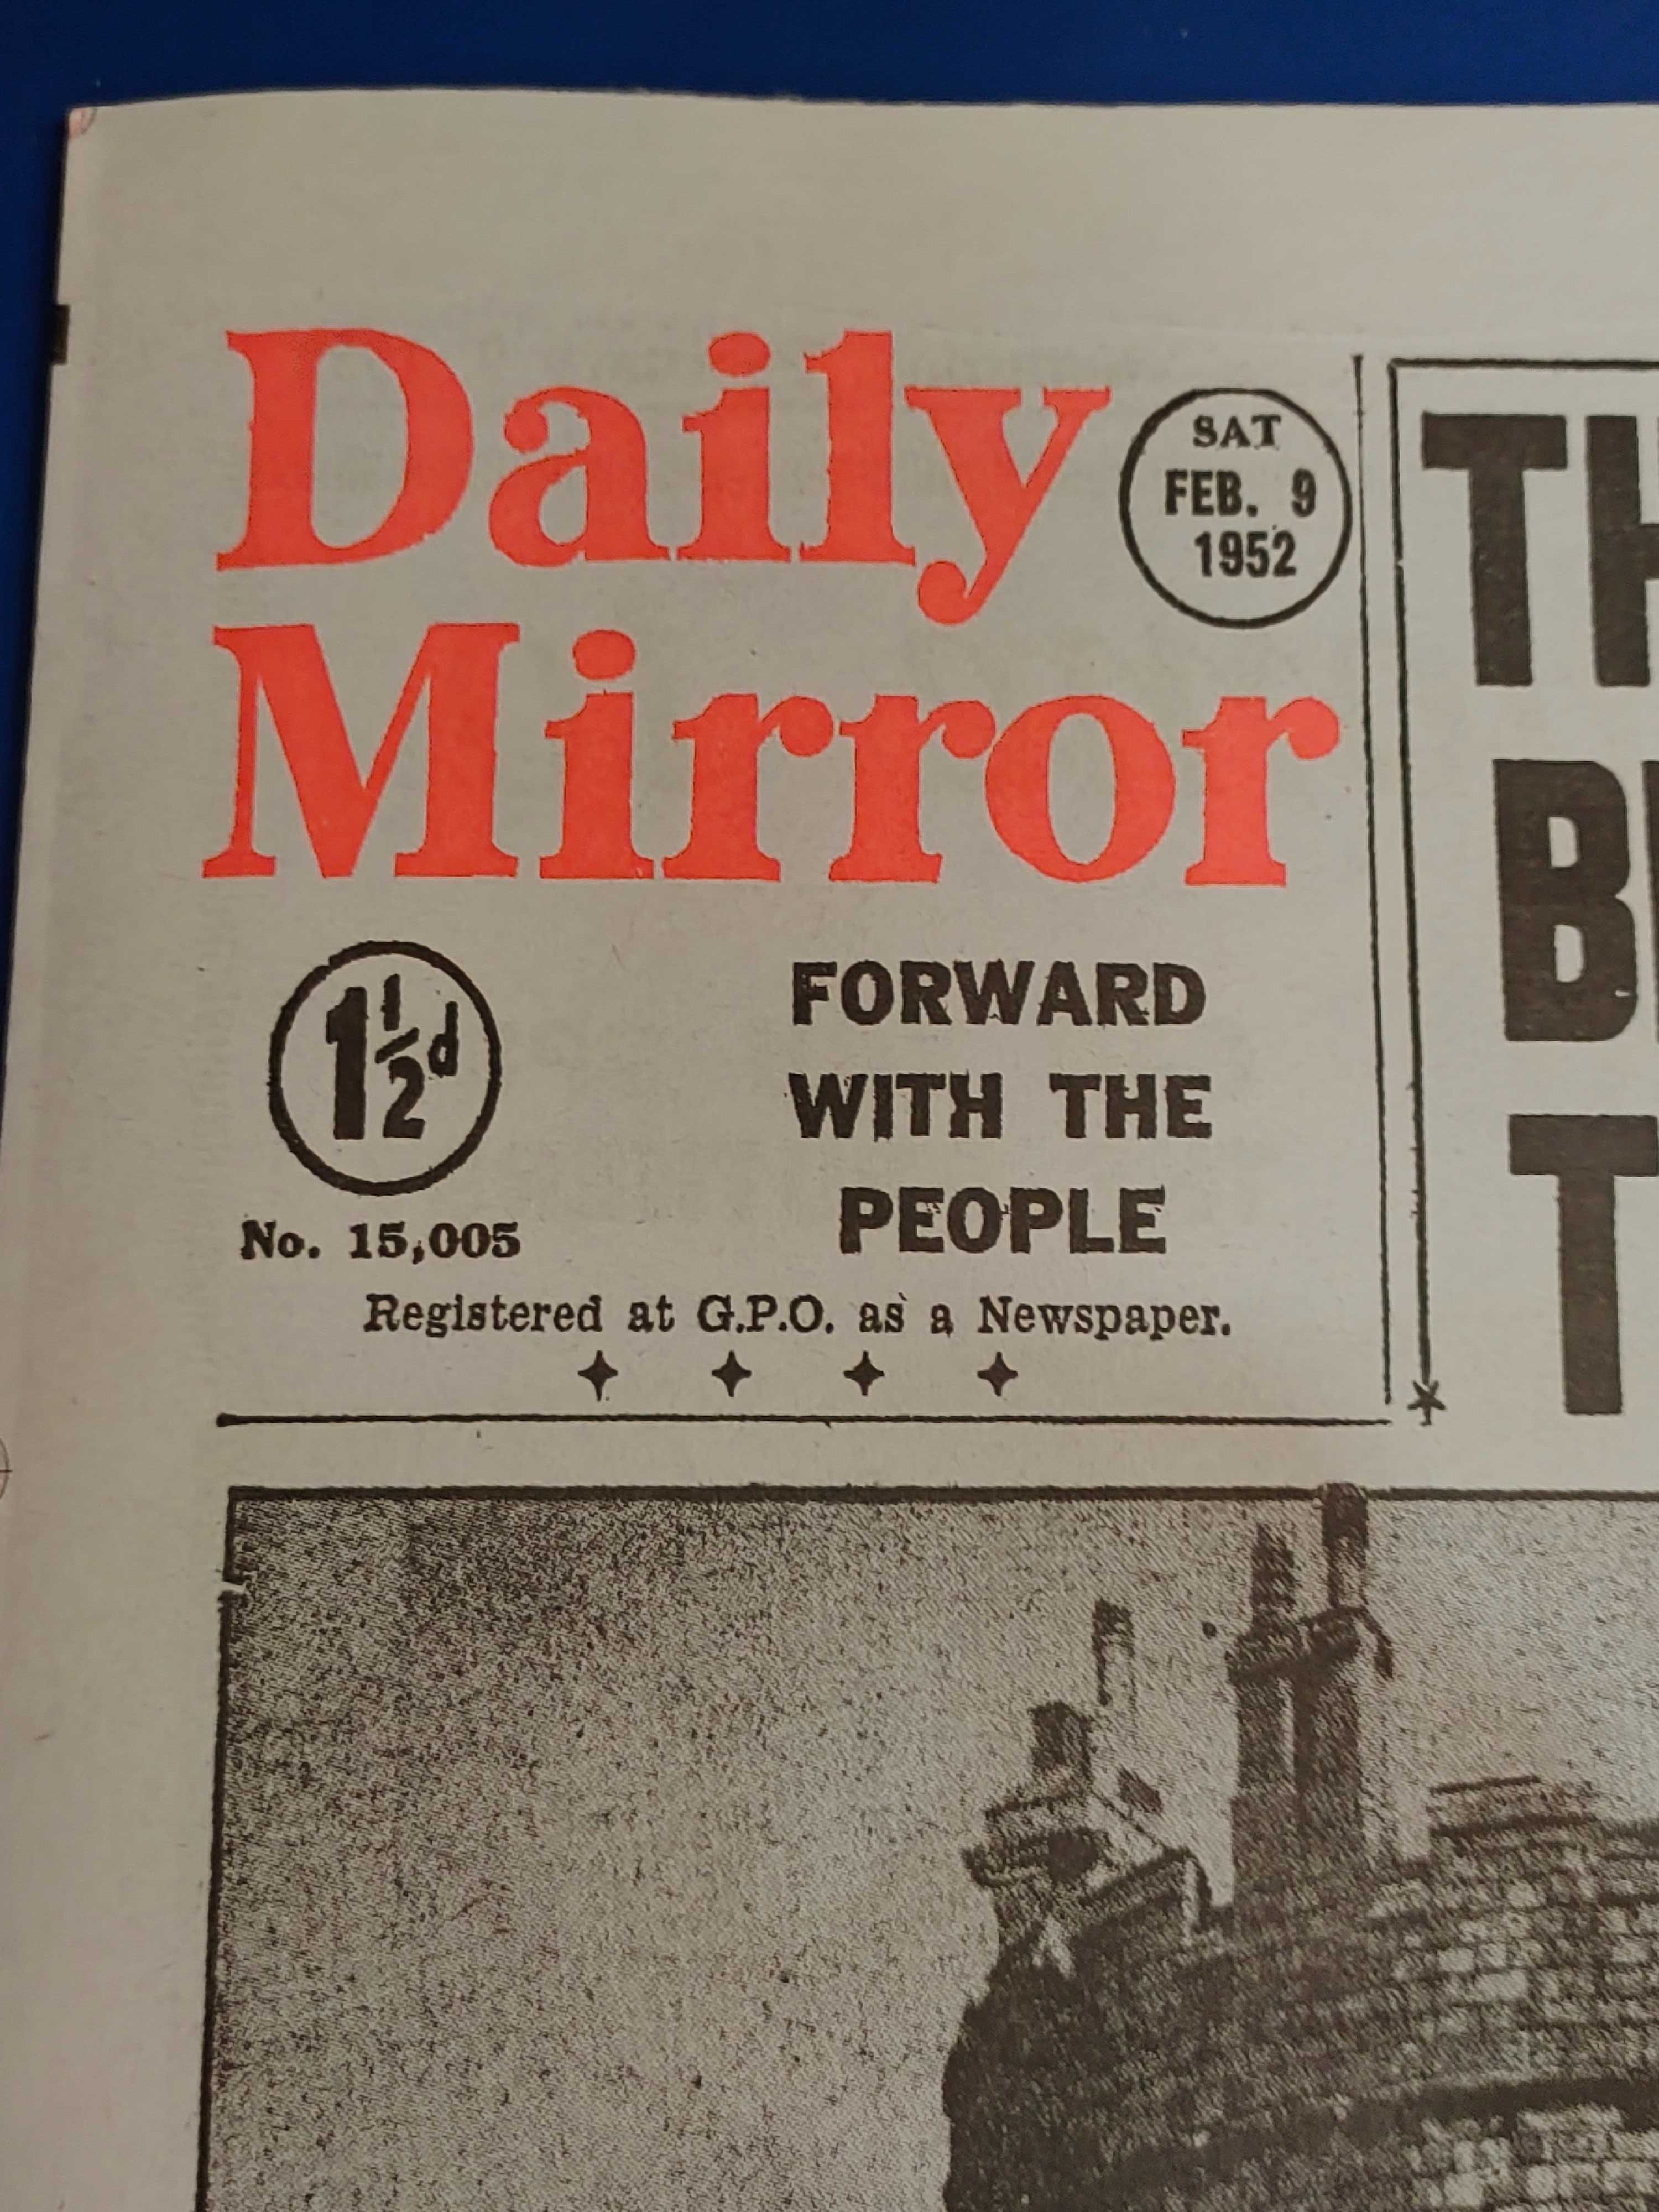 Daily
Mirror
SAT
FEB. 9
1952
1½d
FORWARD
WITH THE
PEOPLE
No. 15,005
Registered at G.P.O. as a Newspaper.
T